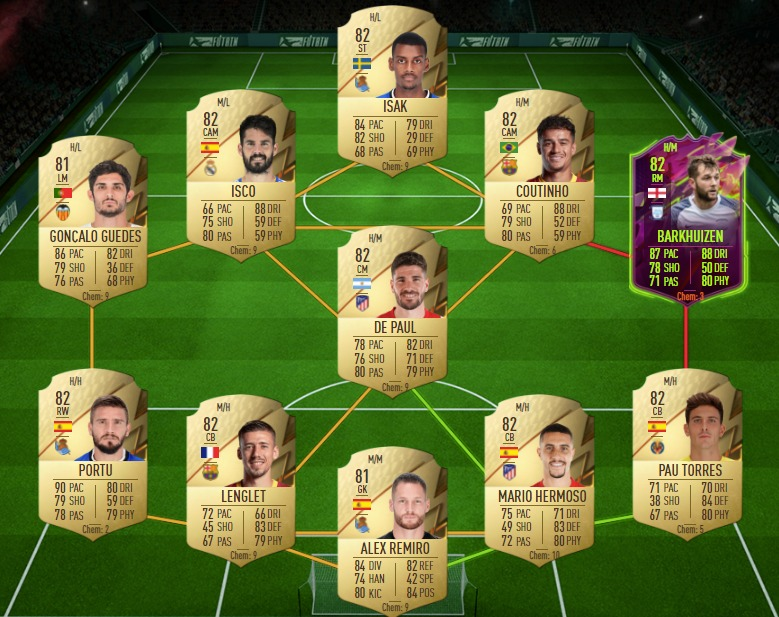 H/L
82
ST
ISAK
84 PAC 79 DRI
82 SHO 29 DEF
68 PAS 69 PHY
Chem: 9
M/L
82
CAM
ISCO
66 PAC 88 DRI
75 SHO 59 DEF
80 PAS 59 PHY
Chem: 9
H/M
82
CAM
COUTINHO
69 PAC 88 DRI
79 SHO 52 DEF
80 PAS 59 PHY
Chem: 6
H/L
81
LM
GONÇALO GUEDES
86 PAC 82 DRI
79 SHO 36 DEF
76 PAS 68 PHY
Chem: 9
H/M
82
RM
BARKHUIZEN
87 PAC 88 DRI
78 SHO 50 DEF
71 PAS 80 PHY
Chem: 3
H/M
82
CM
DE PAUL
78 PAC 82 DRI
76 SHO 71 DEF
80 PAS 79 PHY
Chem: 9
H/H
82
RW
PORTU
90 PAC 80 DRI
79 SHO 59 DEF
78 PAS 79 PHY
Chem: 2
M/H
82
CB
LENGLET
72 PAC 66 DRI
45 SHO 83 DEF
67 PAS 79 PHY
Chem: 9
M/M
81
GK
ALEX REMIRO
84 DIV 82 REF
74 HAN 42 SPE
80 KIC 84 POS
Chem: 9
M/H
82
CB
MARIO HERMOSO
75 PAC 71 DRI
49 SHO 83 DEF
72 PAS 80 PHY
Chem: 10
M/H
82
CB
PAU TORRES
71 PAC 70 DRI
38 SHO 84 DEF
67 PAS 80 PHY
Chem: 5